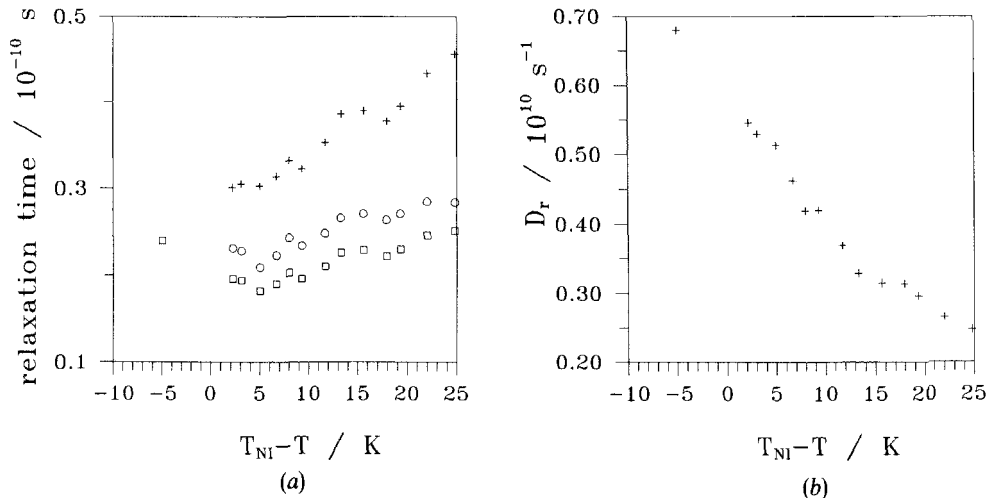 relaxation time / 10⁻¹⁰ s
0.5
0.3
0.1
−10 −5 0 5 10 15 20 25
T_NI−T / K
(a)
D_r / 10¹⁰ s⁻¹
0.70
0.60
0.50
0.40
0.30
0.20
−10 −5 0 5 10 15 20 25
T_NI−T / K
(b)